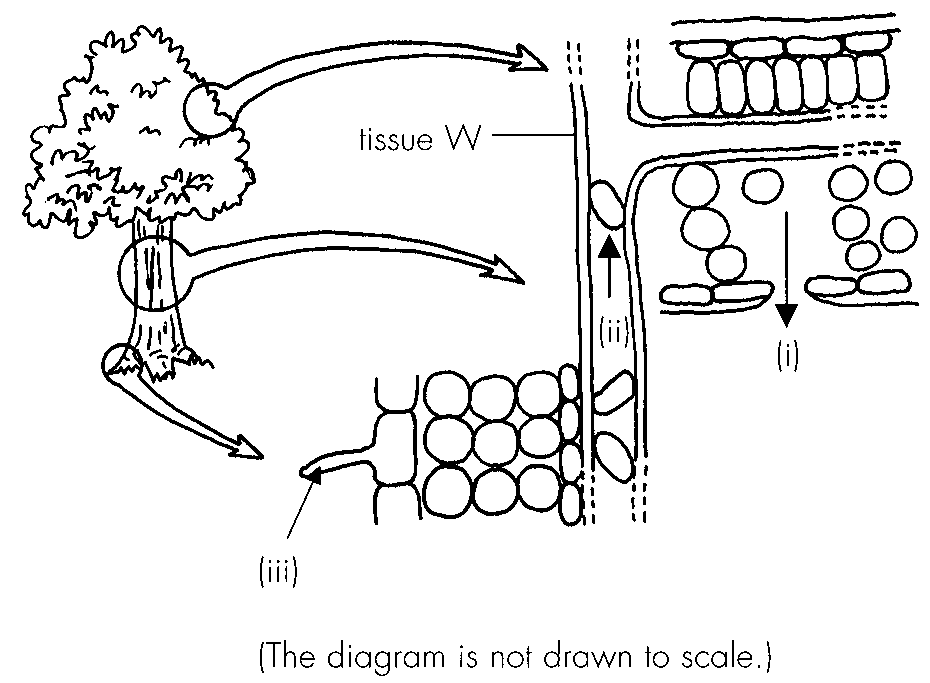 tissue W
(ii)
(i)
(iii)
(The diagram is not drawn to scale.)